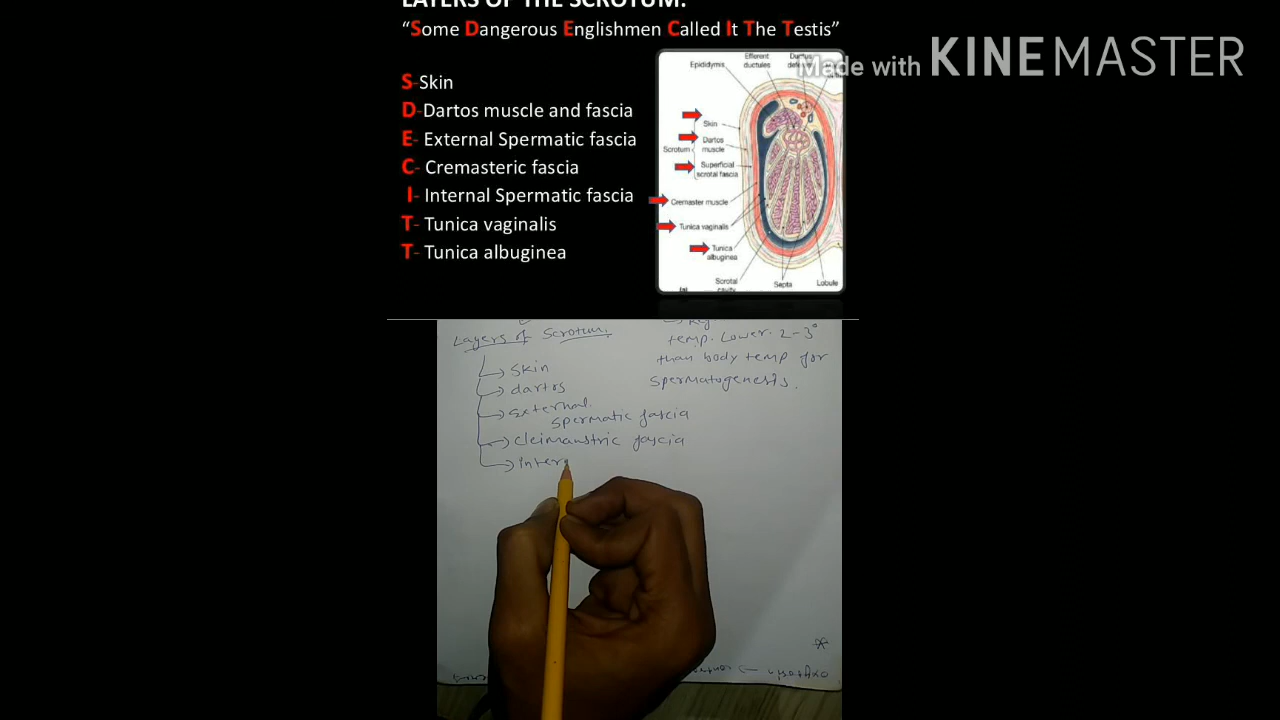 LAYERS OF THE SCROTUM:
“Some Dangerous Englishmen Called It The Testis”
Made with KINEMASTER
S-Skin
D-Dartos muscle and fascia
E- External Spermatic fascia
C- Cremasteric fascia
I- Internal Spermatic fascia
T- Tunica vaginalis
T- Tunica albuginea
Efferent
ductules
Epididymis
Skin
Dartos
muscle
Scrotum
Superficial
scrotal fascia
Cremaster muscle
Tunica vaginalis
Tunica
albuginea
Scrotal
cavity
Septa
Lobule
(a)
Layers of Scrotum.
skin
dartos
external
spermatic fascia
fascia
inter
temp. Lower 2-3°
than body temp for
spermatogenesis.